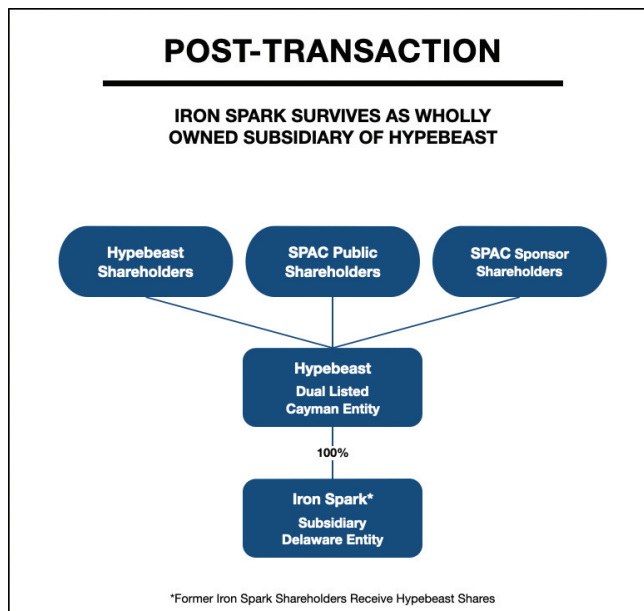 POST-TRANSACTION
IRON SPARK SURVIVES AS WHOLLY
OWNED SUBSIDIARY OF HYPEBEAST
Hypebeast
Shareholders
SPAC Public
Shareholders
SPAC Sponsor
Shareholders
Hypebeast
Dual Listed
Cayman Entity
100%
Iron Spark*
Subsidiary
Delaware Entity
*Former Iron Spark Shareholders Receive Hypebeast Shares